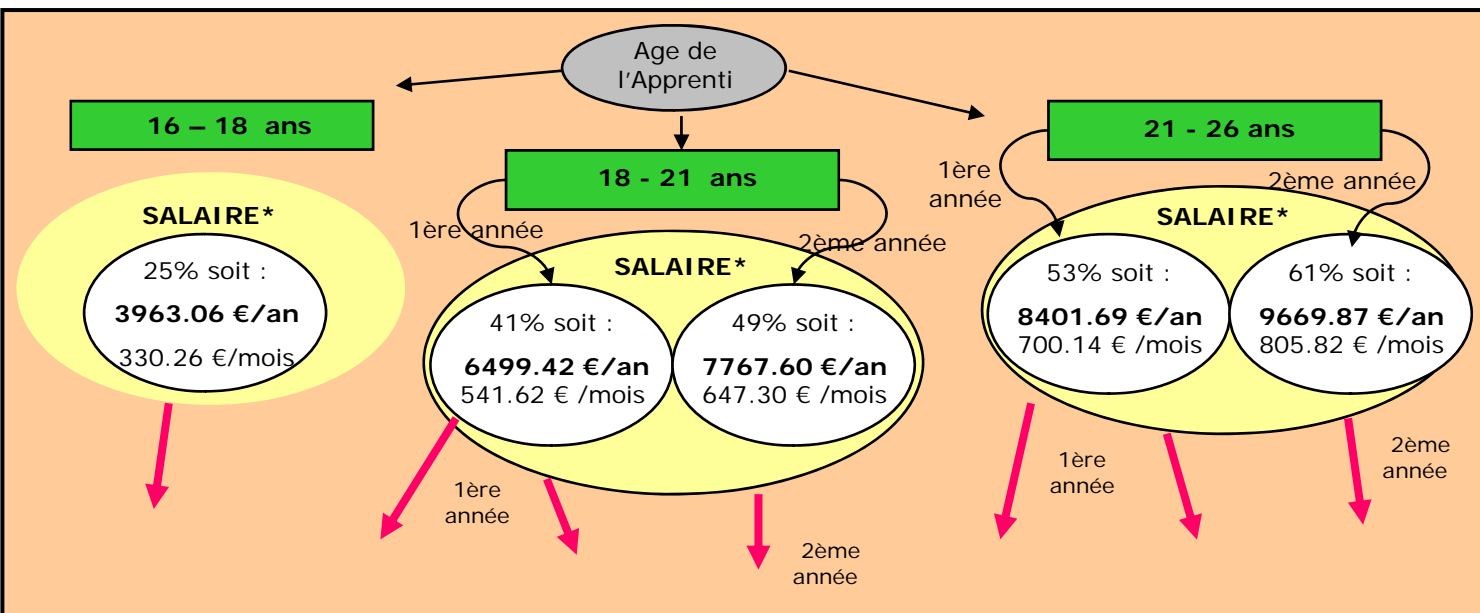 Age de
l'Apprenti
16 – 18 ans
SALAIRE*
25% soit :
3963.06 €/an
330.26 €/mois
18 - 21 ans
1ère année
2ème année
SALAIRE*
41% soit :
6499.42 €/an
541.62 € /mois
49% soit :
7767.60 €/an
647.30 € /mois
1ère
année
2ème
année
21 - 26 ans
1ère
année
2ème année
SALAIRE*
53% soit :
8401.69 €/an
700.14 € /mois
61% soit :
9669.87 €/an
805.82 € /mois
1ère
année
2ème
année